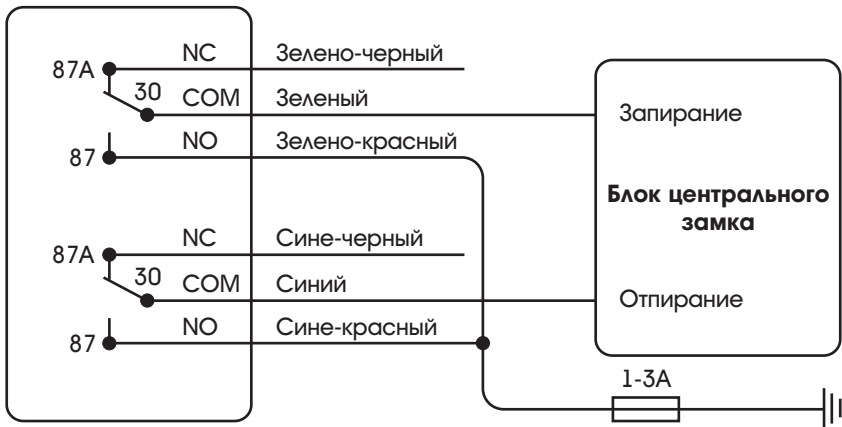 87A NC Зелено-черный
30 COM Зеленый
87 NO Зелено-красный
87A NC Сине-черный
30 COM Синий
87 NO Сине-красный
Запирание
Блок центрального
замка
Отпирание
1-3А